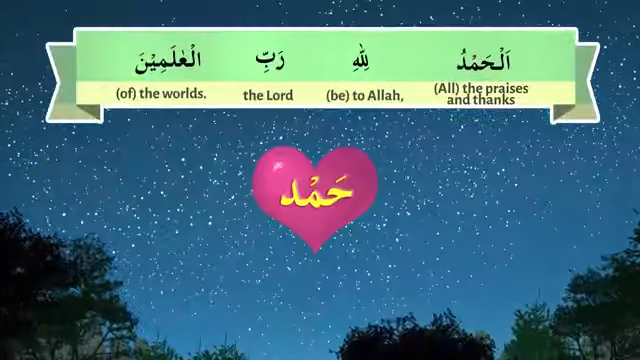 اَلْحَمْدُ لِلّٰهِ رَبِّ الْعٰلَمِيْنَ
(All) the praises and thanks
(be) to Allah,
the Lord
(of) the worlds.
حَمْد